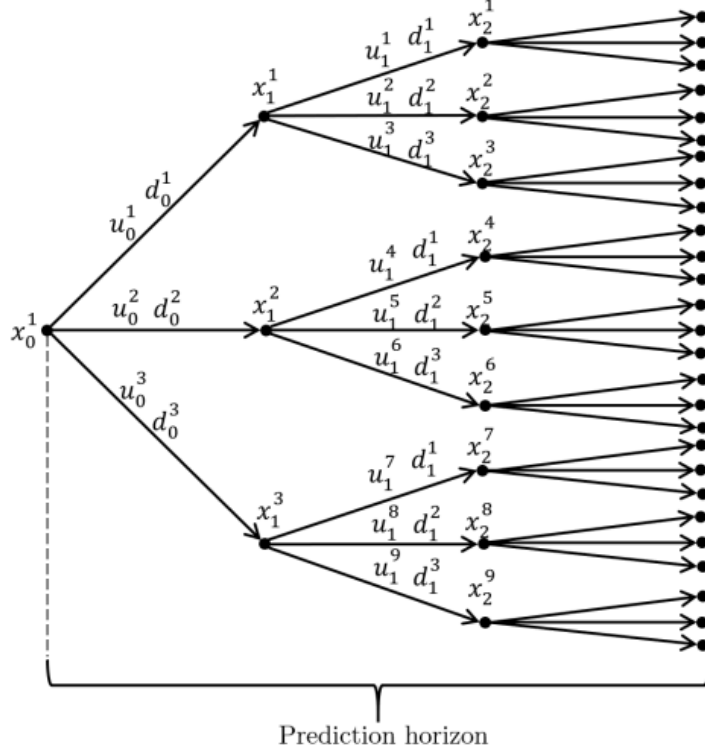 x_2^1
u_1^1 d_1^1
x_1^1
u_1^2 d_1^2 x_2^2
u_1^3 d_1^3 x_2^3
u_0^1 d_0^1
x_2^4
u_1^4 d_1^1
x_0^1 u_0^2 d_0^2 x_1^2 u_1^5 d_1^2 x_2^5
u_1^6 d_1^3 x_2^6
u_0^3 d_0^3
x_2^7
u_1^7 d_1^1
x_1^3 u_1^8 d_1^2 x_2^8
u_1^9 d_1^3 x_2^9
Prediction horizon